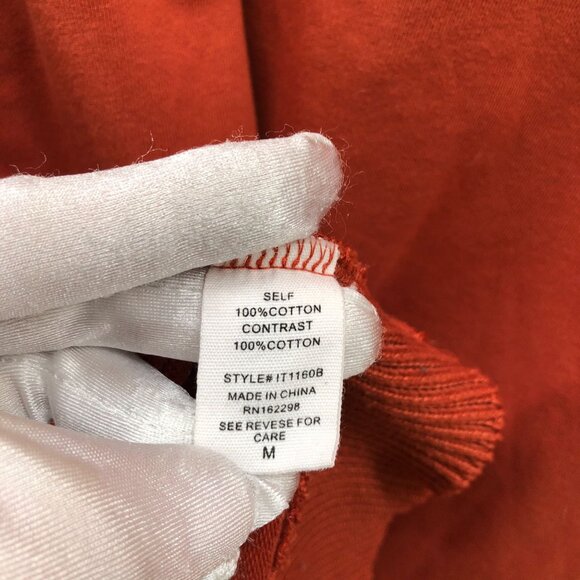 SELF
100%COTTON
CONTRAST
100%COTTON
STYLE# IT1160B
MADE IN CHINA
RN162298
SEE REVESE FOR
CARE
M